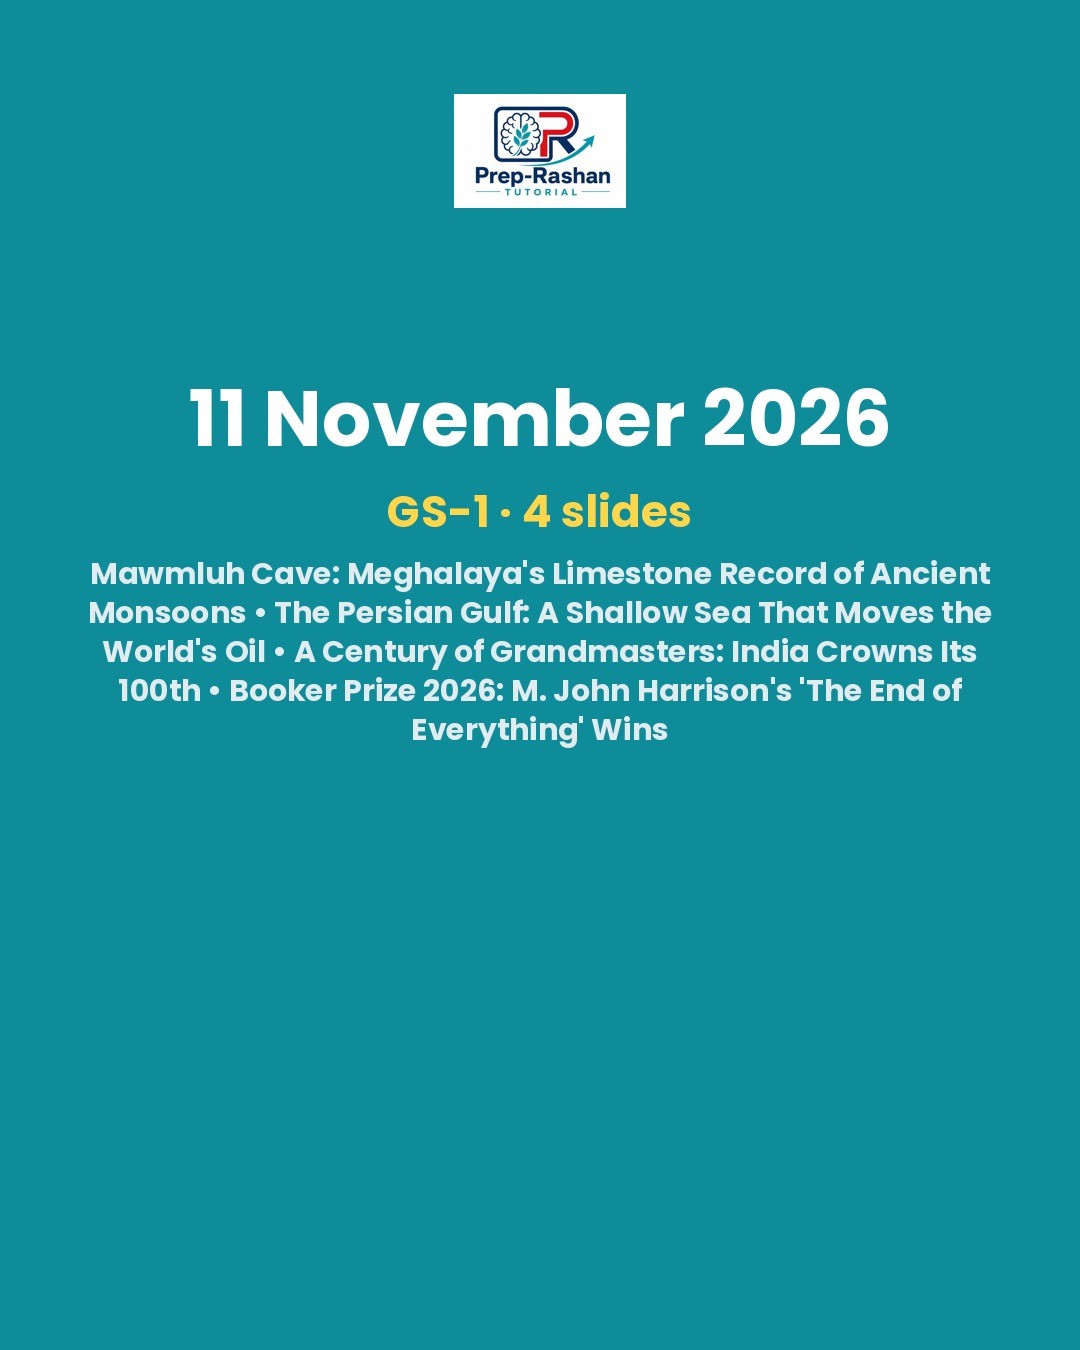 PR
Prep-Rashan
TUTORIAL
11 November 2026
GS-1 · 4 slides
Mawmluh Cave: Meghalaya's Limestone Record of Ancient
Monsoons • The Persian Gulf: A Shallow Sea That Moves the
World's Oil • A Century of Grandmasters: India Crowns Its
100th • Booker Prize 2026: M. John Harrison's 'The End of
Everything' Wins